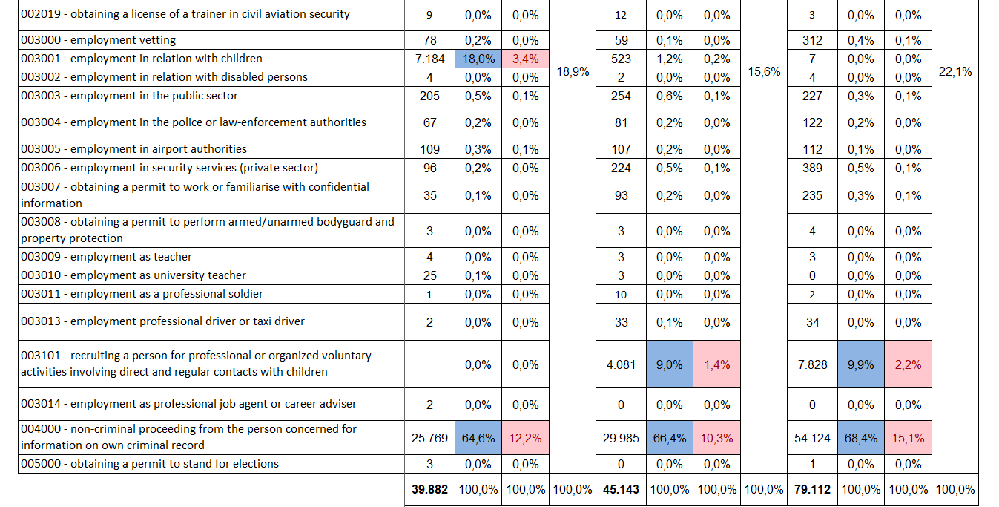 002019 - obtaining a license of a trainer in civil aviation security 9 0,0% 0,0% 12 0,0% 0,0% 3 0,0% 0,0%
003000 - employment vetting 78 0,2% 0,0% 59 0,1% 0,0% 312 0,4% 0,1%
003001 - employment in relation with children 7.184 18,0% 3,4% 523 1,2% 0,2% 7 0,0% 0,0%
18,9% 15,6% 22,1%
003002 - employment in relation with disabled persons 4 0,0% 0,0% 2 0,0% 0,0% 4 0,0% 0,0%
003003 - employment in the public sector 205 0,5% 0,1% 254 0,6% 0,1% 227 0,3% 0,1%
003004 - employment in the police or law-enforcement authorities 67 0,2% 0,0% 81 0,2% 0,0% 122 0,2% 0,0%
003005 - employment in airport authorities 109 0,3% 0,1% 107 0,2% 0,0% 112 0,1% 0,0%
003006 - employment in security services (private sector) 96 0,2% 0,0% 224 0,5% 0,1% 389 0,5% 0,1%
003007 - obtaining a permit to work or familiarise with confidential
information 35 0,1% 0,0% 93 0,2% 0,0% 235 0,3% 0,1%
003008 - obtaining a permit to perform armed/unarmed bodyguard and
property protection 3 0,0% 0,0% 3 0,0% 0,0% 4 0,0% 0,0%
003009 - employment as teacher 4 0,0% 0,0% 3 0,0% 0,0% 3 0,0% 0,0%
003010 - employment as university teacher 25 0,1% 0,0% 3 0,0% 0,0% 0 0,0% 0,0%
003011 - employment as a professional soldier 1 0,0% 0,0% 10 0,0% 0,0% 2 0,0% 0,0%
003013 - employment professional driver or taxi driver 2 0,0% 0,0% 33 0,1% 0,0% 34 0,0% 0,0%
003101 - recruiting a person for professional or organized voluntary
activities involving direct and regular contacts with children 0,0% 0,0% 4.081 9,0% 1,4% 7.828 9,9% 2,2%
003014 - employment as professional job agent or career adviser 2 0,0% 0,0% 0 0,0% 0,0% 0 0,0% 0,0%
004000 - non-criminal proceeding from the person concerned for
information on own criminal record 25.769 64,6% 12,2% 29.985 66,4% 10,3% 54.124 68,4% 15,1%
005000 - obtaining a permit to stand for elections 3 0,0% 0,0% 0 0,0% 0,0% 1 0,0% 0,0%
39.882 100,0% 100,0% 100,0% 45.143 100,0% 100,0% 100,0% 79.112 100,0% 100,0% 100,0%